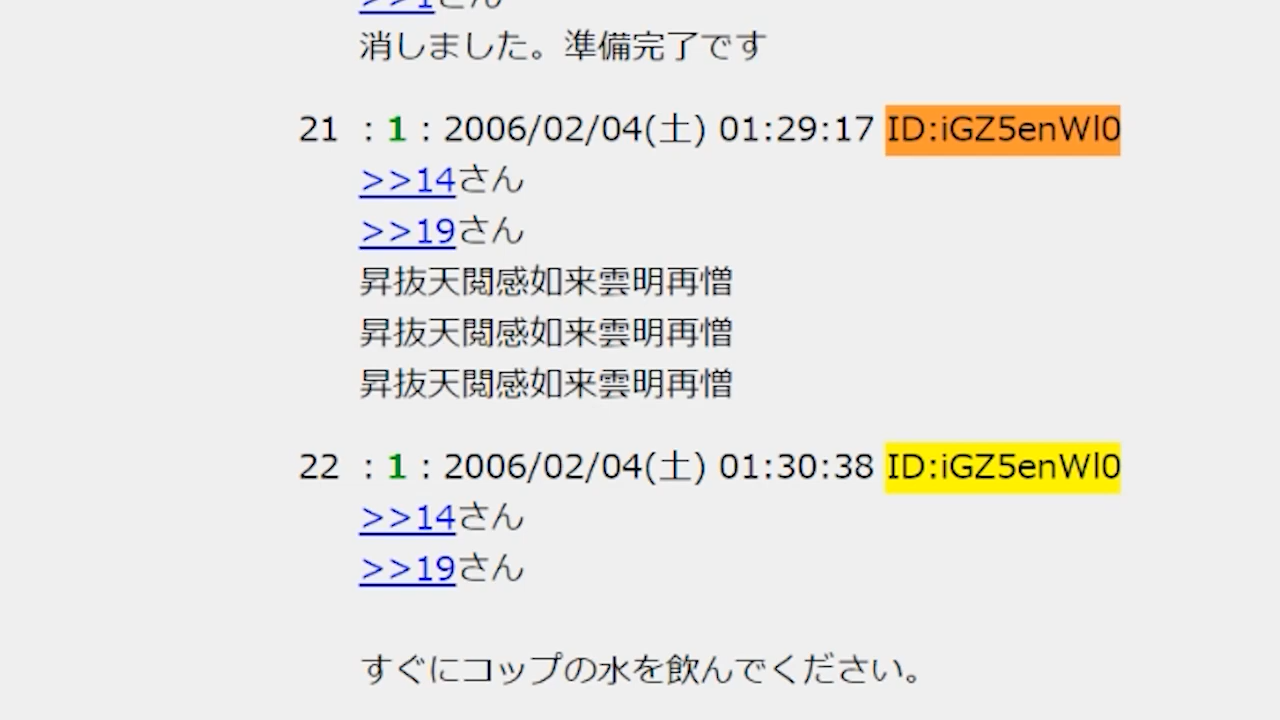 >>1さん
消しました。準備完了です
21 : 1 : 2006/02/04(土) 01:29:17 ID:iGZ5enWl0
>>14さん
>>19さん
昇抜天閲感如来雲明再憎
昇抜天閲感如来雲明再憎
昇抜天閲感如来雲明再憎
22 : 1 : 2006/02/04(土) 01:30:38 ID:iGZ5enWl0
>>14さん
>>19さん
すぐにコップの水を飲んでください。